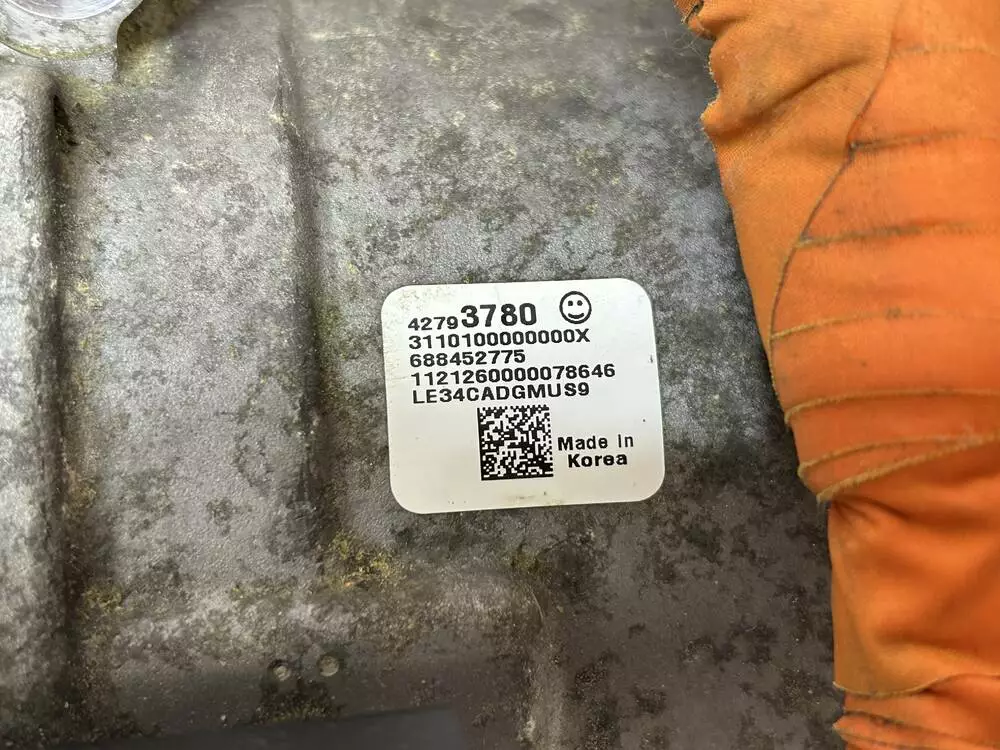 42793780
3110100000000X
688452775
1121260000078646
LE34CADGMUS9
Made in
Korea